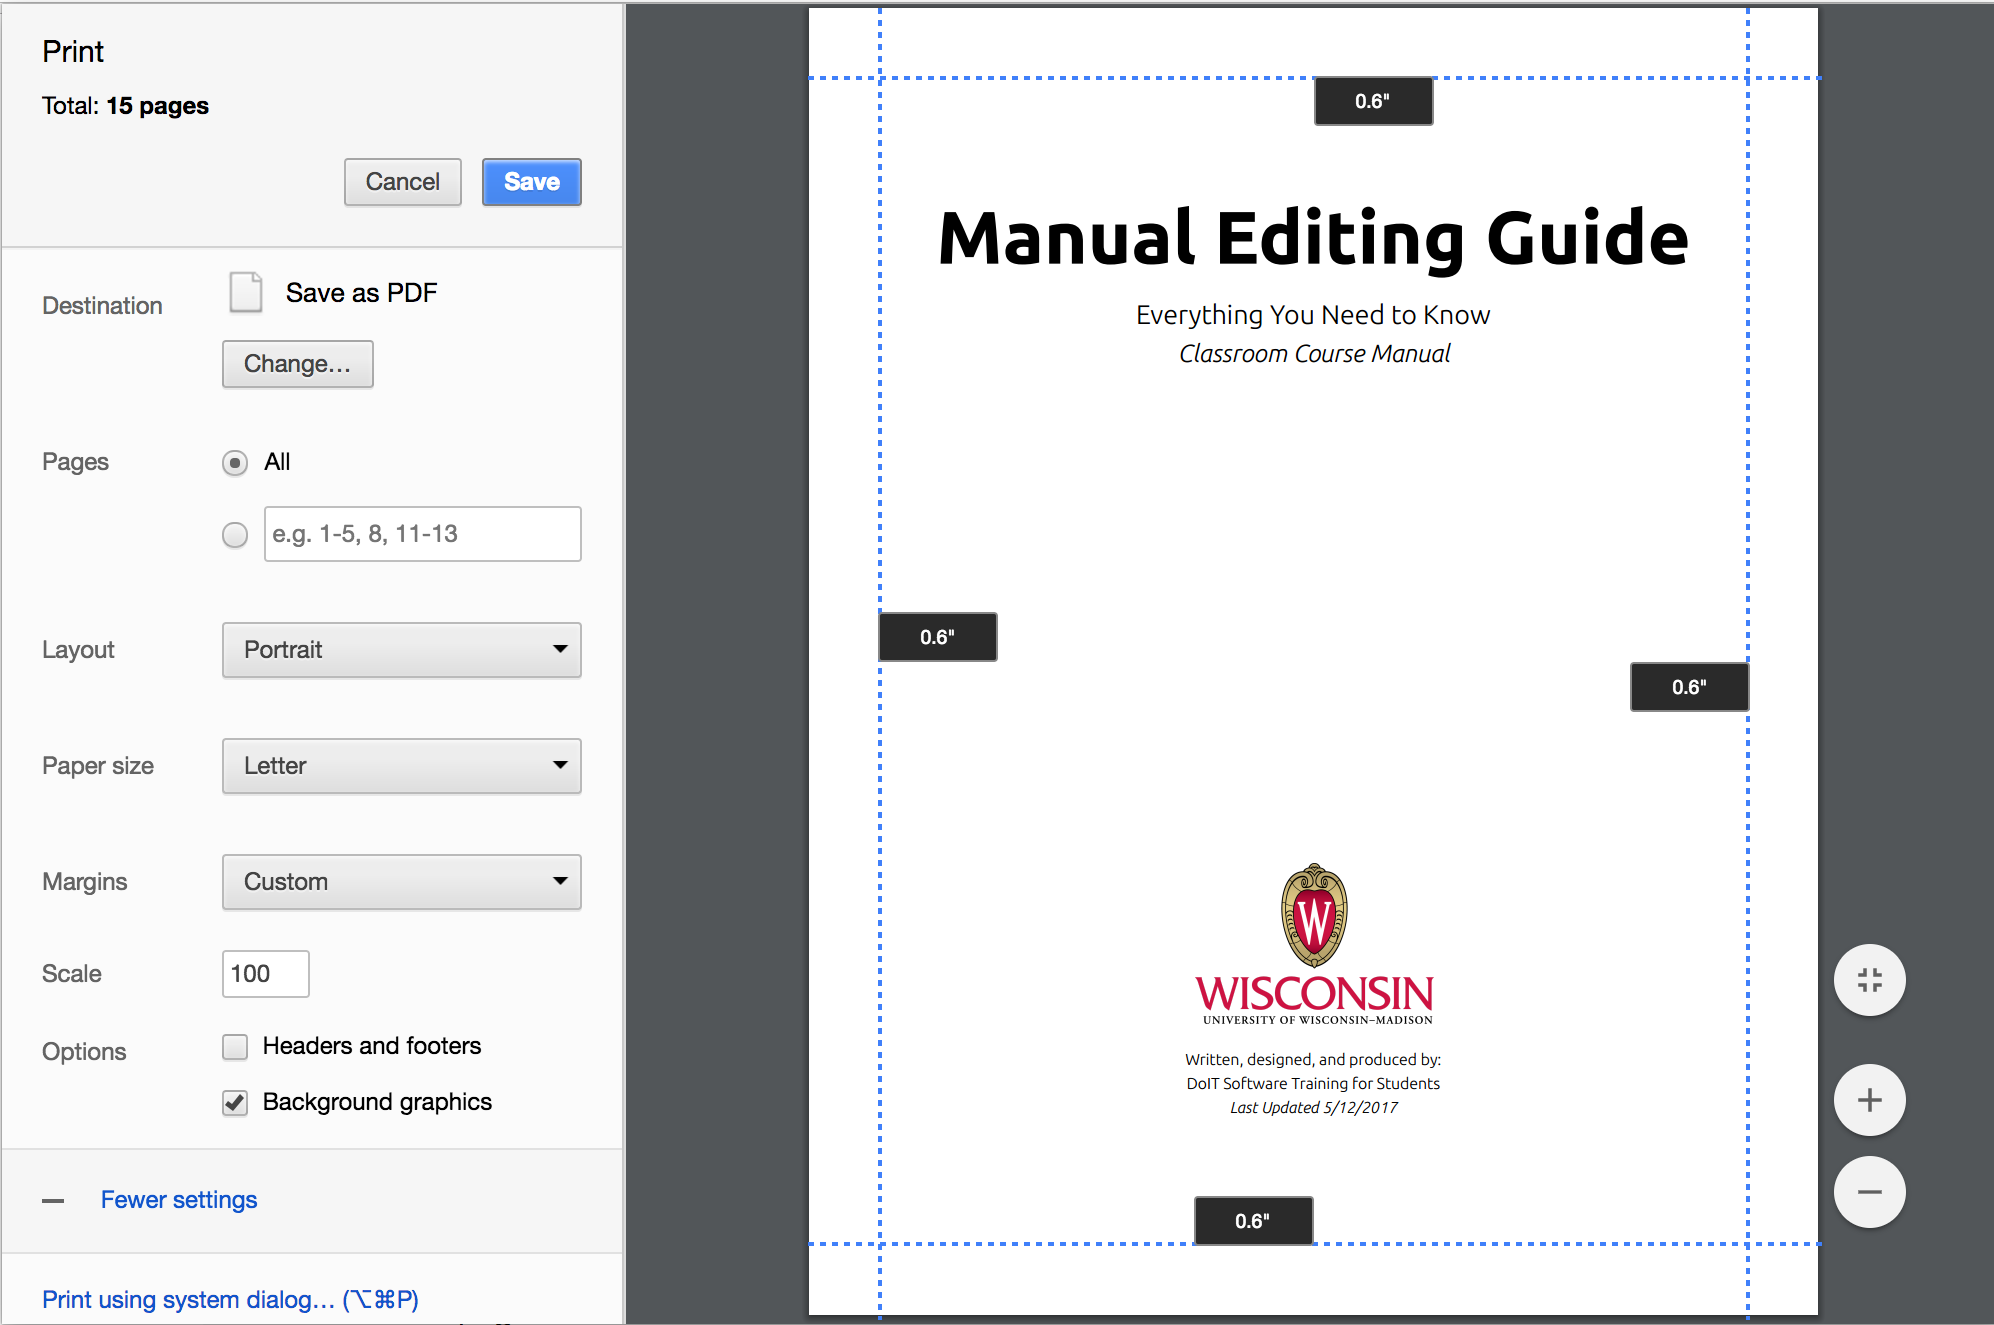 Print
Total: 15 pages
Cancel
Save
Destination
Save as PDF
Change...
Pages
All
e.g. 1-5, 8, 11-13
Layout
Portrait
Paper size
Letter
Margins
Custom
Scale
100
Options
Headers and footers
Background graphics
Fewer settings
Print using system dialog... (⌥⌘P)
0.6"
Manual Editing Guide
Everything You Need to Know
Classroom Course Manual
0.6"
0.6"
W
WISCONSIN
UNIVERSITY OF WISCONSIN–MADISON
Written, designed, and produced by:
DoIT Software Training for Students
Last Updated 5/12/2017
0.6"